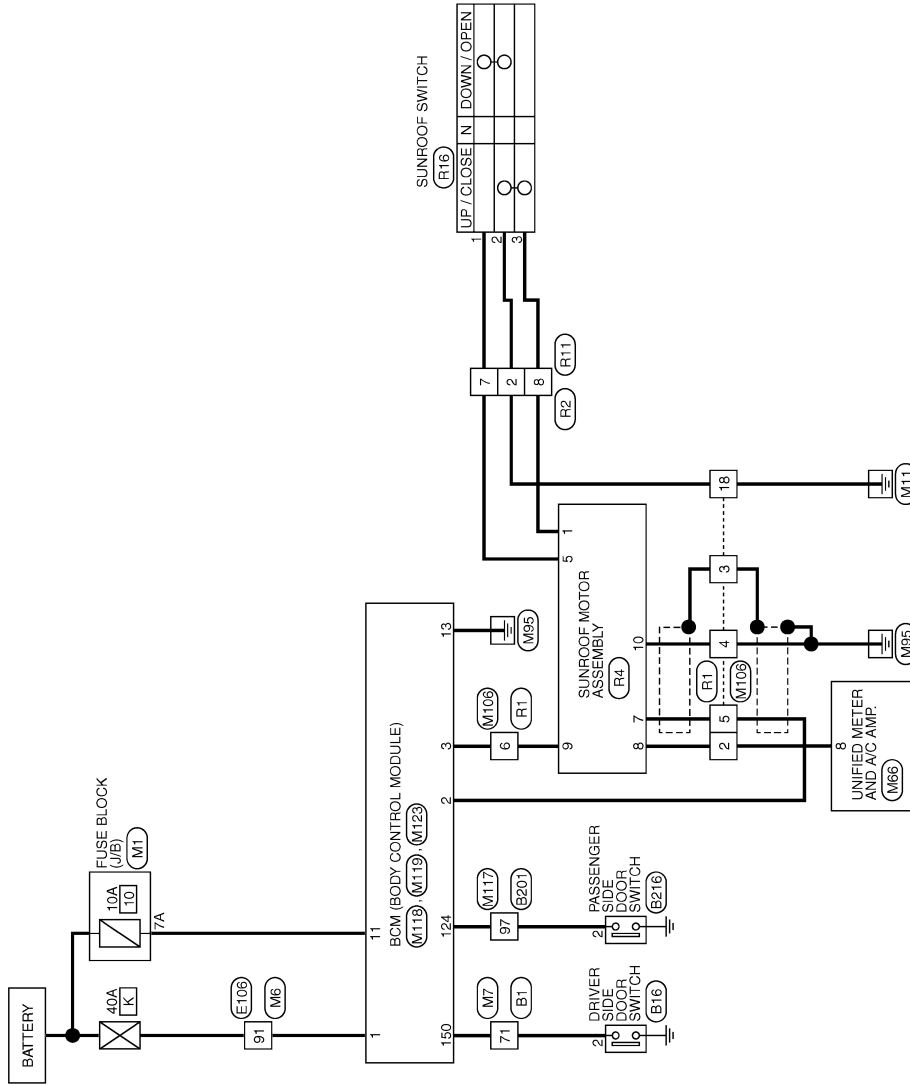 BATTERY
40A
K
FUSE BLOCK
(J/B)
M1
10A
10
7A
E106
91
M6
1
11
BCM (BODY CONTROL MODULE)
M118 , M119 , M123
150
124
2
3
13
M7
71
B1
M117
97
B201
M106
6
R1
M95
DRIVER
SIDE
DOOR
SWITCH
B16
2
PASSENGER
SIDE
DOOR
SWITCH
B216
2
9
5
1
SUNROOF MOTOR
ASSEMBLY
R4
8
7
10
R1
2
5
4
3
18
M106
8
UNIFIED METER
AND A/C AMP.
M66
M95
M11
R2
7
2
8
R11
SUNROOF SWITCH
R16
UP / CLOSE N DOWN / OPEN
1
2
3